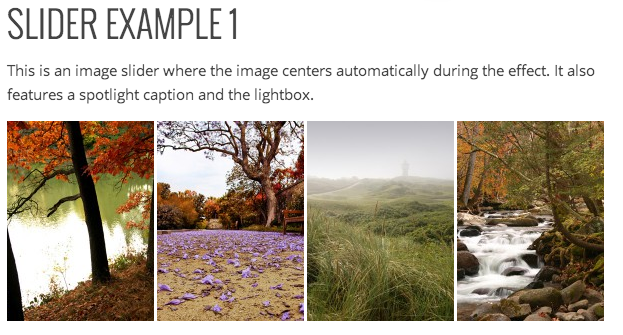 SLIDER EXAMPLE 1
This is an image slider where the image centers automatically during the effect. It also
features a spotlight caption and the lightbox.